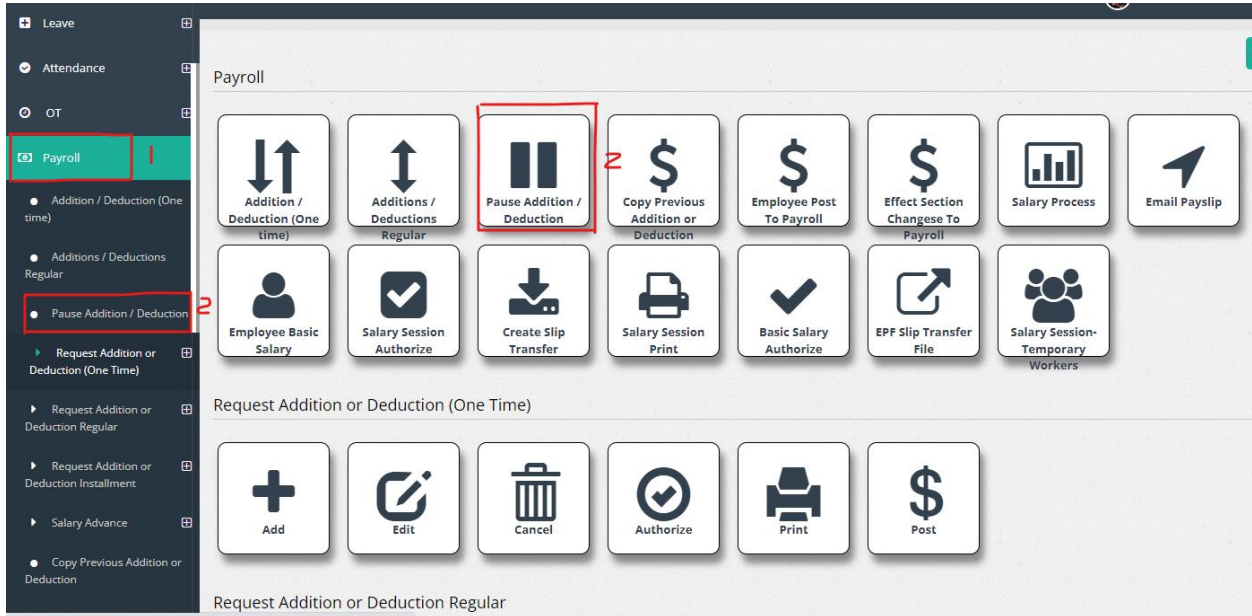 Leave
Attendance
OT
Payroll
1
Addition / Deduction (One
time)
Additions / Deductions
Regular
Pause Addition / Deduction
2
Request Addition or
Deduction (One Time)
Request Addition or
Deduction Regular
Request Addition or
Deduction Installment
Salary Advance
Copy Previous Addition or
Deduction
Payroll
Addition /
Deduction (One
time)
Additions /
Deductions
Regular
Pause Addition /
Deduction
2
Copy Previous
Addition or
Deduction
Employee Post
To Payroll
Effect Section
Changese To
Payroll
Salary Process
Email Payslip
Employee Basic
Salary
Salary Session
Authorize
Create Slip
Transfer
Salary Session
Print
Basic Salary
Authorize
EPF Slip Transfer
File
Salary Session-
Temporary
Workers
Request Addition or Deduction (One Time)
Add
Edit
Cancel
Authorize
Print
Post
Request Addition or Deduction Regular